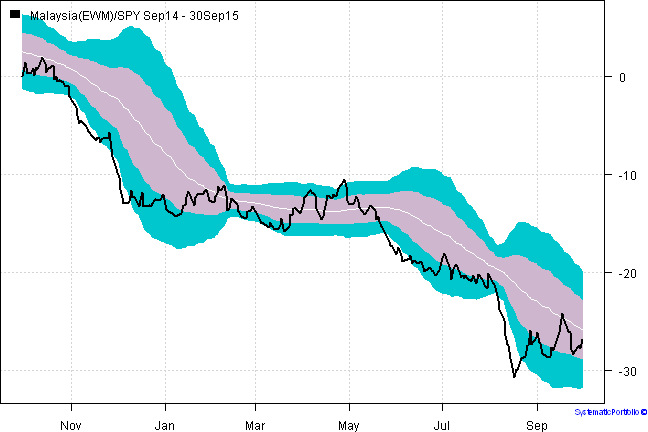 Malaysia(EWM)/SPY Sep14 - 30Sep15
0
-10
-20
-30
Nov Jan Mar May Jul Sep
SystematicPortfolio ©